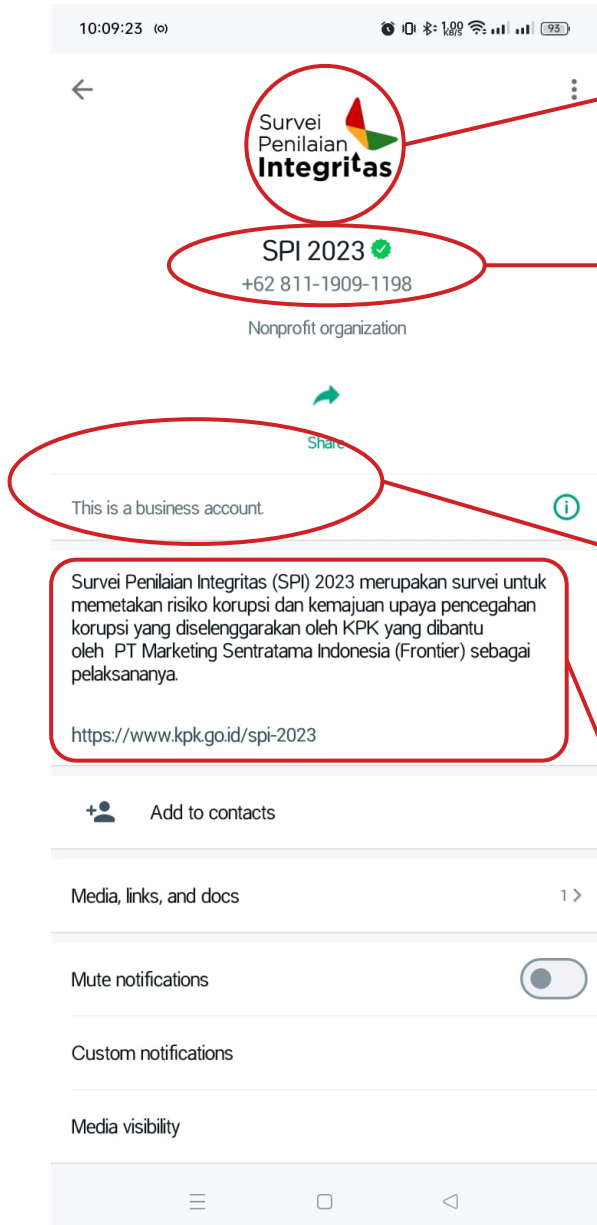 10:09:23
1.00 KB/S 93
Survei
Penilaian
Integritas
SPI 2023
+62 811-1909-1198
Nonprofit organization
Share
This is a business account.
Survei Penilaian Integritas (SPI) 2023 merupakan survei untuk
memetakan risiko korupsi dan kemajuan upaya pencegahan
korupsi yang diselenggarakan oleh KPK yang dibantu
oleh PT Marketing Sentratama Indonesia (Frontier) sebagai
pelaksananya.
https://www.kpk.go.id/spi-2023
Add to contacts
Media, links, and docs
1
Mute notifications
Custom notifications
Media visibility